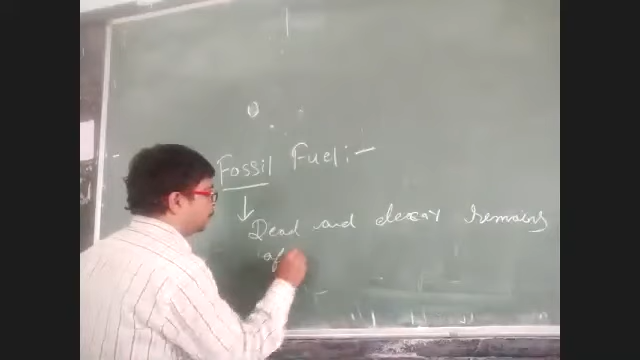 Fossil Fuel :-
Dead and decay remains
of